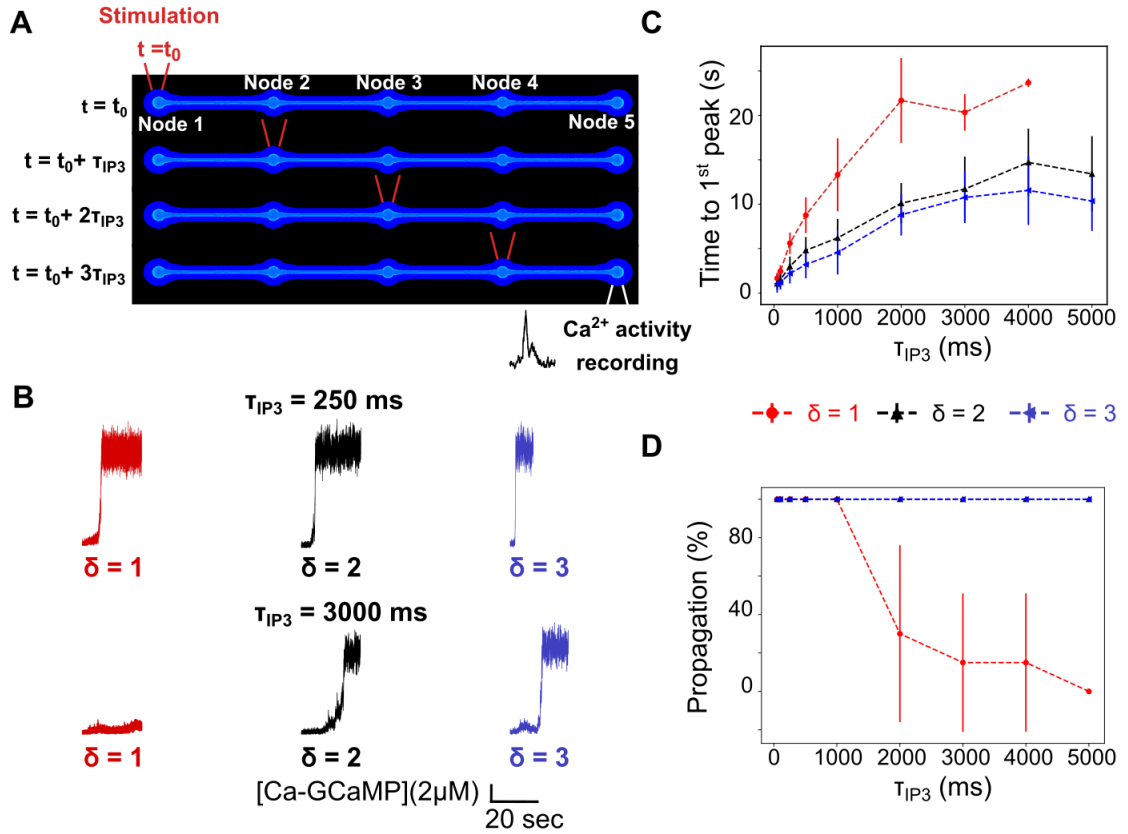 A
Stimulation
t =t0
t = t0
Node 1
Node 2
Node 3
Node 4
Node 5
t = t0+ τIP3
t = t0+ 2τIP3
t = t0+ 3τIP3
Ca2+ activity
recording
B
τIP3 = 250 ms
δ = 1
δ = 2
δ = 3
τIP3 = 3000 ms
δ = 1
δ = 2
δ = 3
[Ca-GCaMP](2μM)
20 sec
C
Time to 1st peak (s)
20
10
0
0 1000 2000 3000 4000 5000
τIP3 (ms)
δ = 1 δ = 2 δ = 3
D
Propagation (%)
80
40
0
0 1000 2000 3000 4000 5000
τIP3 (ms)